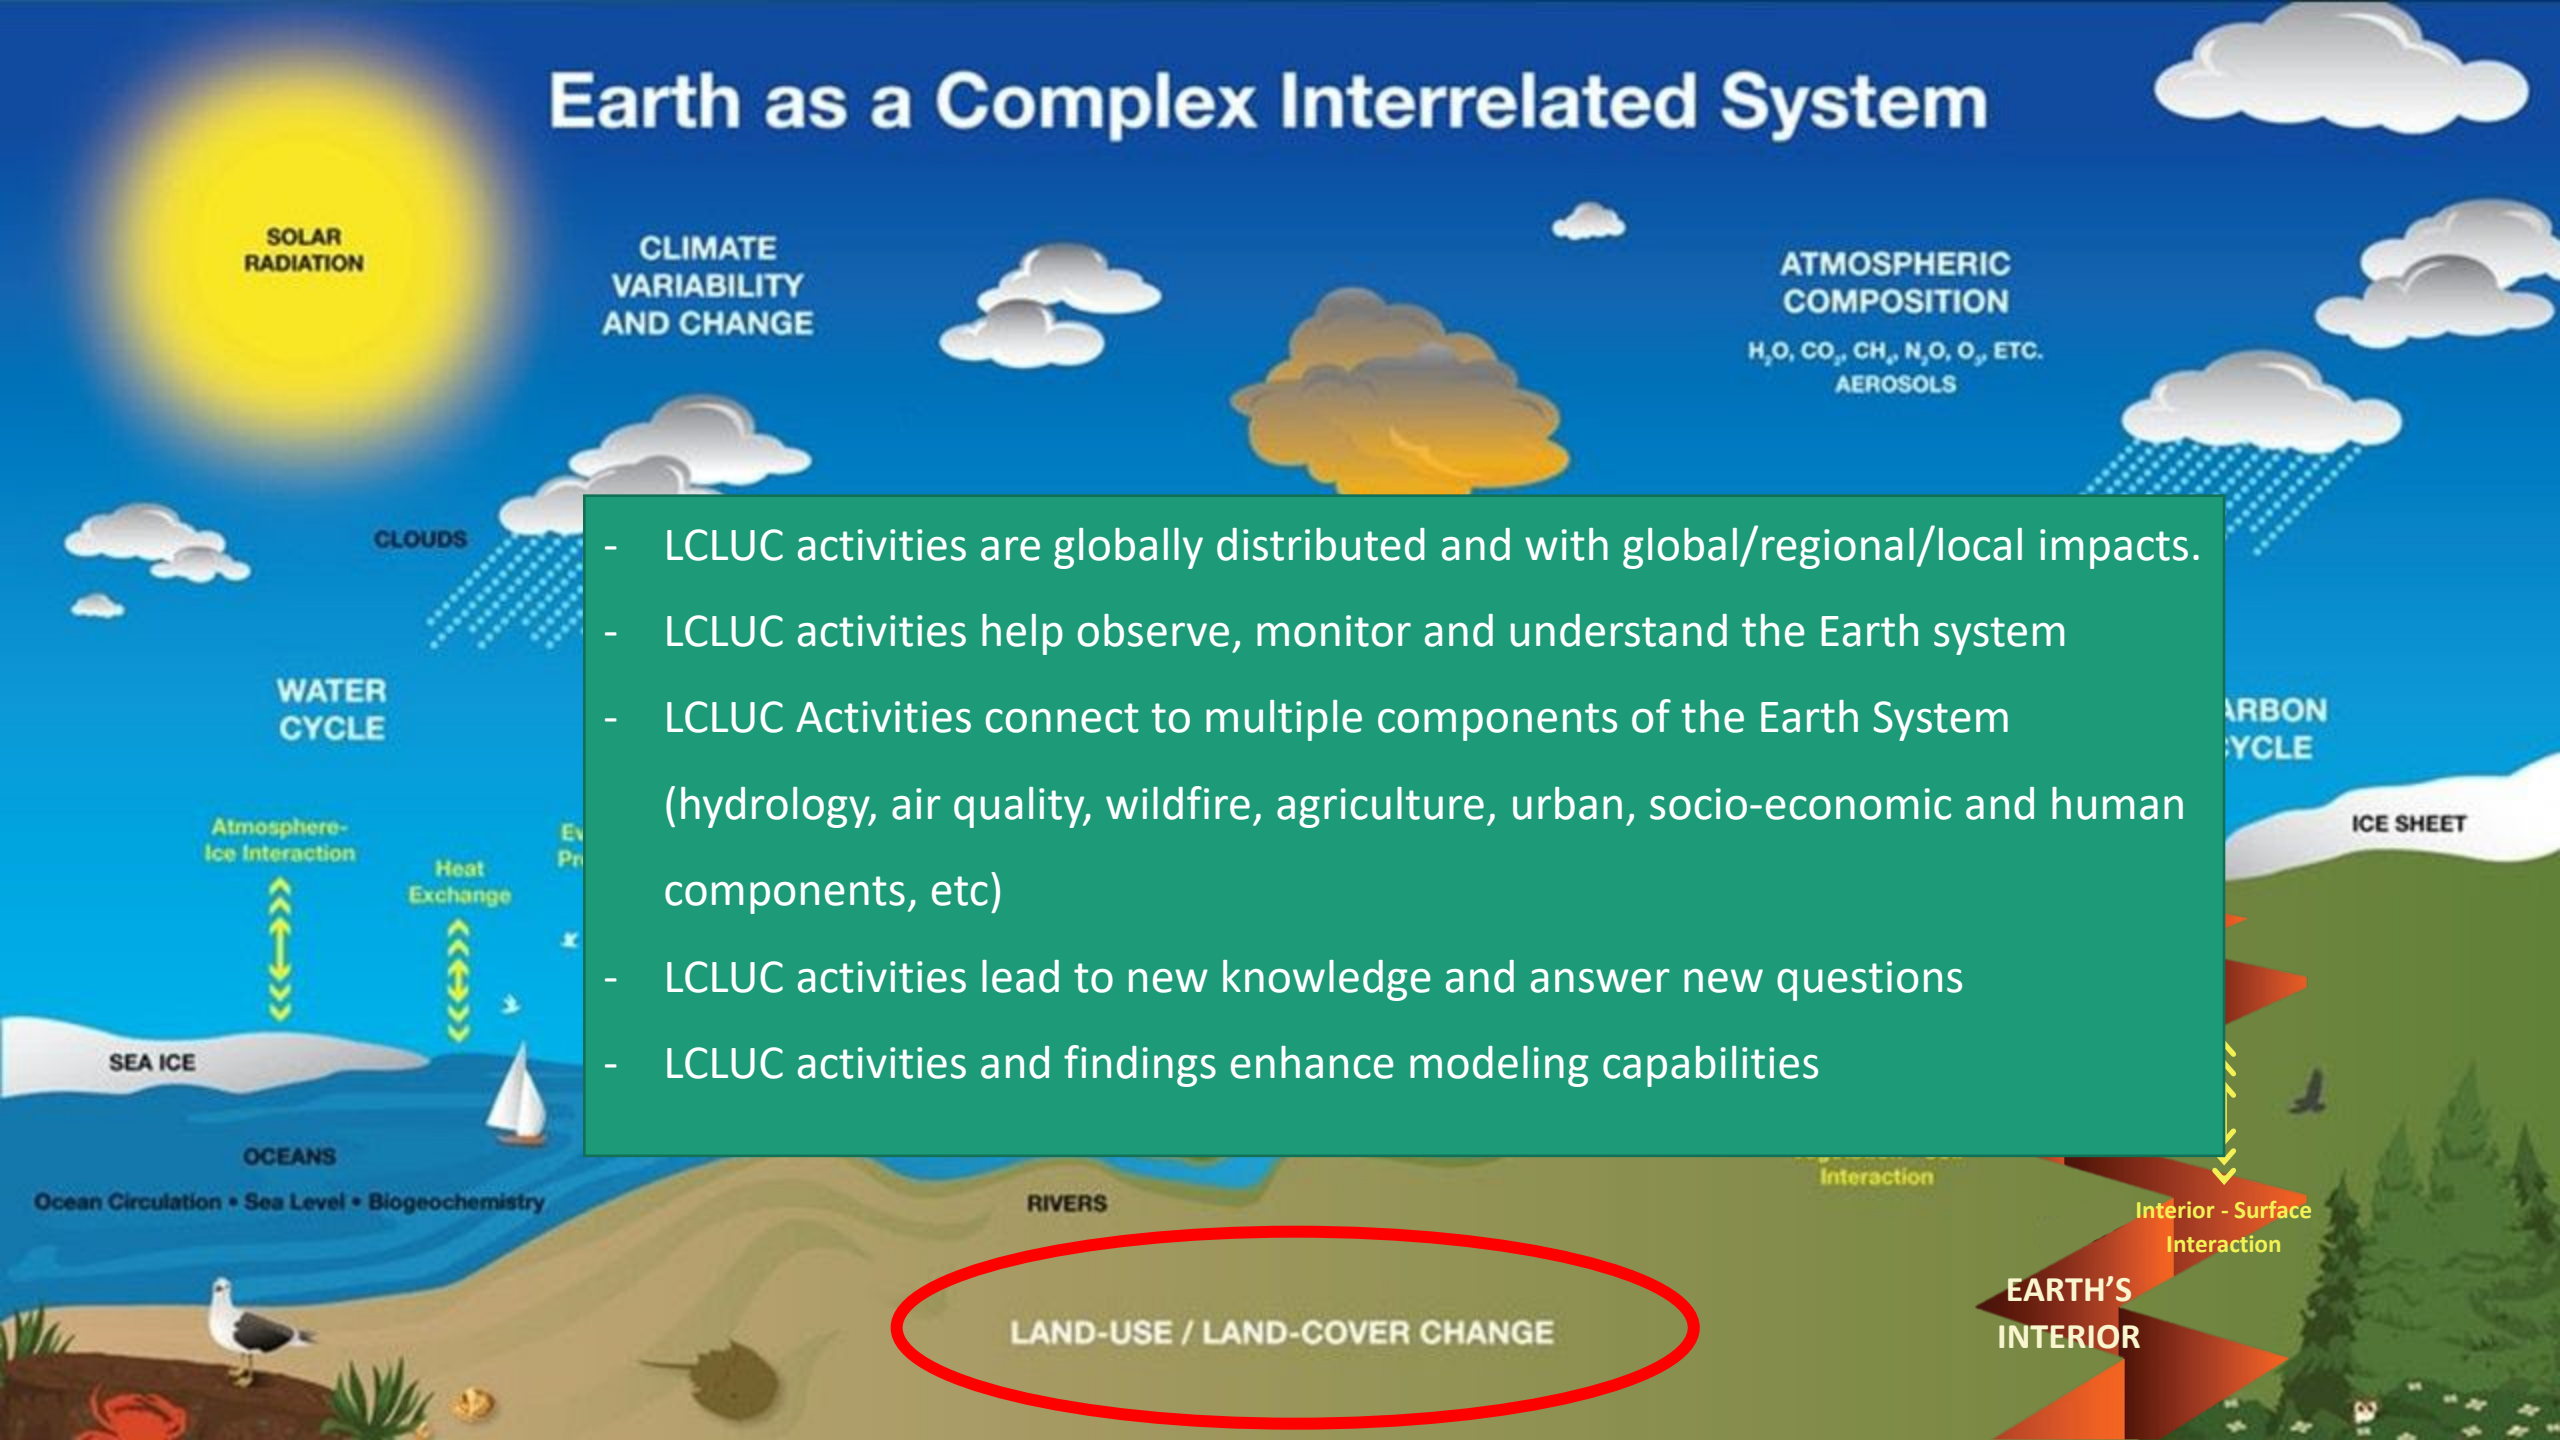 Earth as a Complex Interrelated System
SOLAR
RADIATION
CLIMATE
VARIABILITY
AND CHANGE
ATMOSPHERIC
COMPOSITION
H₂O, CO₂, CH₄, N₂O, O₃, ETC.
AEROSOLS
CLOUDS
- LCLUC activities are globally distributed and with global/regional/local impacts.
- LCLUC activities help observe, monitor and understand the Earth system
- LCLUC Activities connect to multiple components of the Earth System
(hydrology, air quality, wildfire, agriculture, urban, socio-economic and human
components, etc)
- LCLUC activities lead to new knowledge and answer new questions
- LCLUC activities and findings enhance modeling capabilities
WATER
CYCLE
ARBON
YCLE
Atmosphere-
Ice Interaction
Heat
Exchange
Ev
Pr
ICE SHEET
SEA ICE
OCEANS
Ocean Circulation • Sea Level • Biogeochemistry
RIVERS
Interaction
Interior - Surface
Interaction
EARTH'S
INTERIOR
LAND-USE / LAND-COVER CHANGE